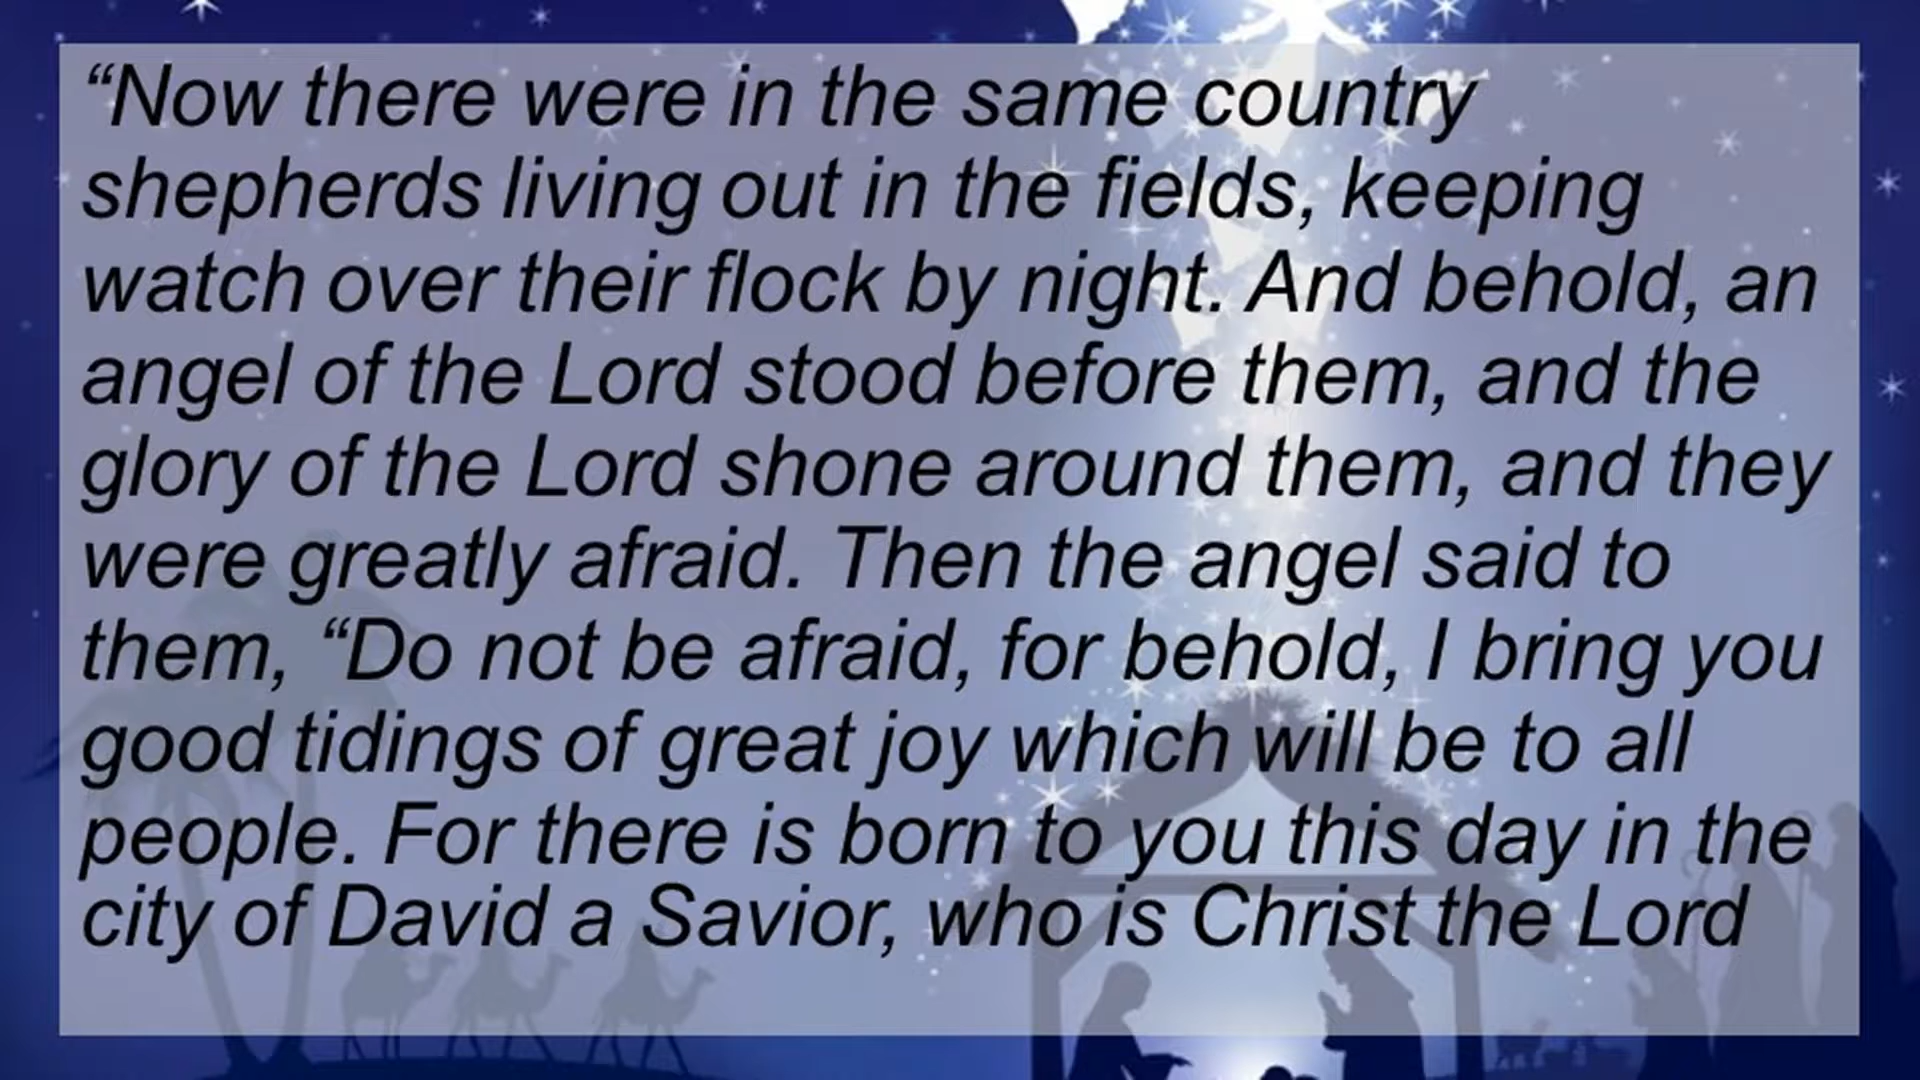 “Now there were in the same country
shepherds living out in the fields, keeping
watch over their flock by night. And behold, an
angel of the Lord stood before them, and the
glory of the Lord shone around them, and they
were greatly afraid. Then the angel said to
them, “Do not be afraid, for behold, I bring you
good tidings of great joy which will be to all
people. For there is born to you this day in the
city of David a Savior, who is Christ the Lord